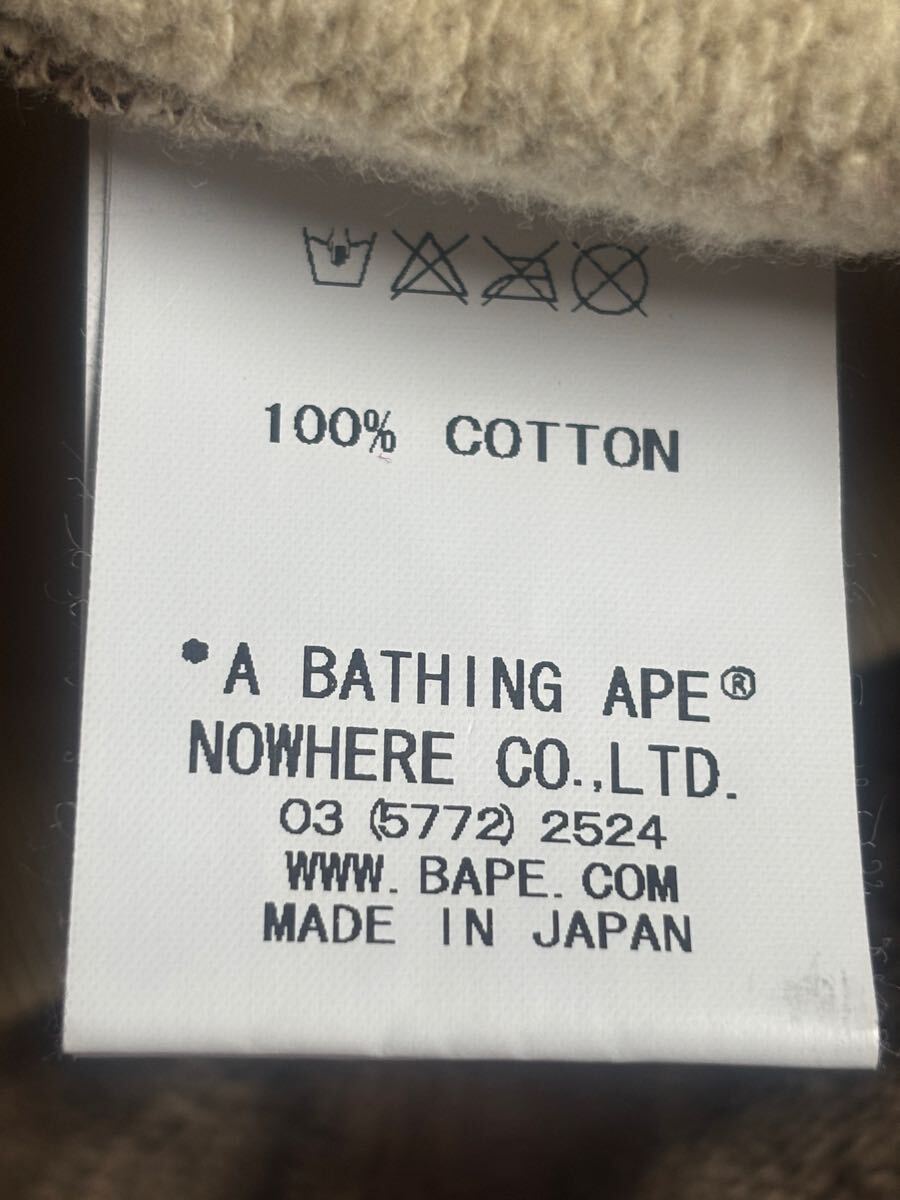 100% COTTON
*A BATHING APE®
NOWHERE CO.,LTD.
03 (5772) 2524
WWW. BAPE. COM
MADE IN JAPAN